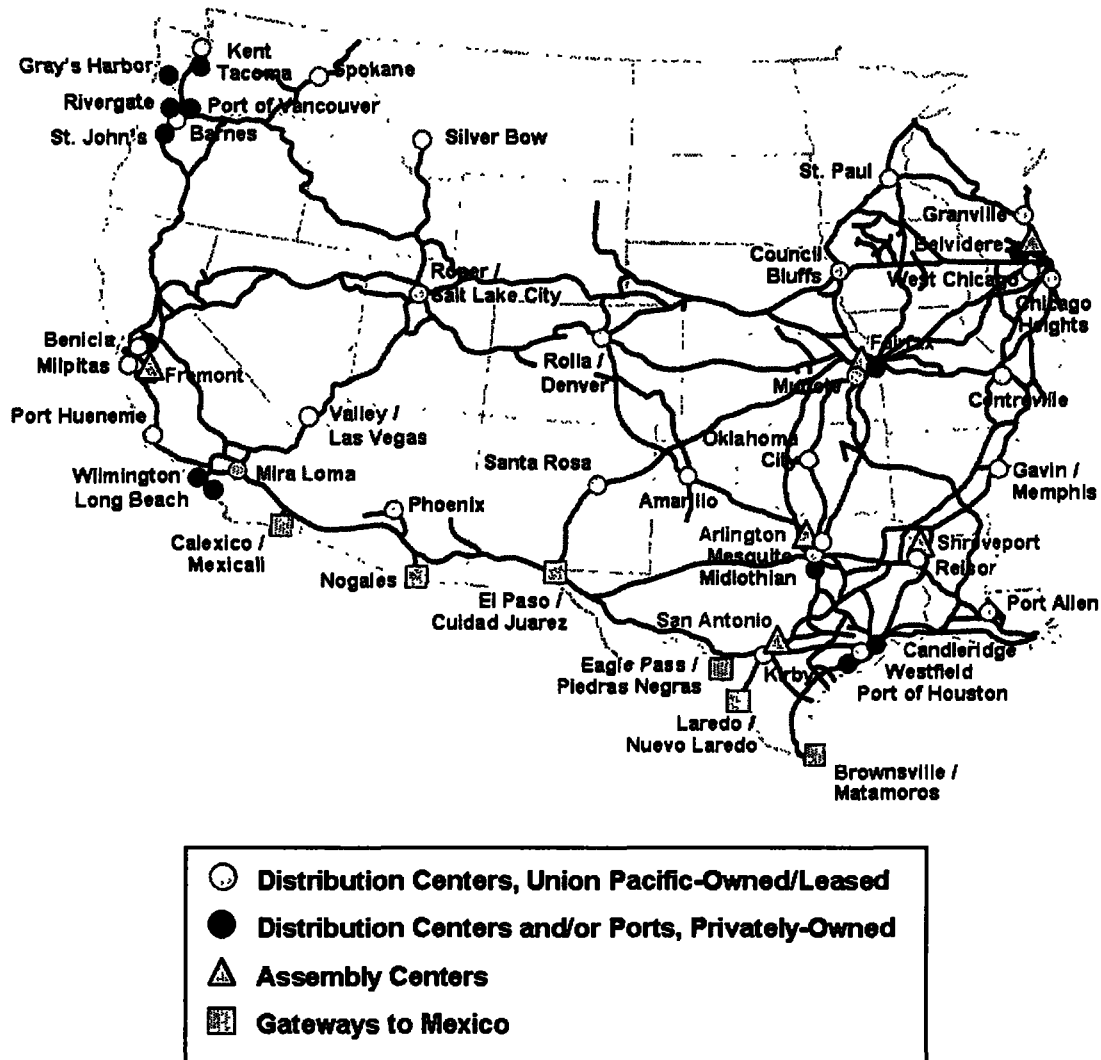 Kent
Tacoma
Gray's Harbor
Spokane
Rivergate
Port of Vancouver
St. John's
Barnes
Silver Bow
St. Paul
Granville
Belvidere
Council
Bluffs
West Chicago
Chicago
Heights
Roper /
Salt Lake City
Benicia
Milpitas
Fremont
Rolla /
Denver
Fairfax
Muncie
Centreville
Port Hueneme
Valley /
Las Vegas
Oklahoma
City
Santa Rosa
Amarillo
Gavin /
Memphis
Wilmington
Long Beach
Mira Loma
Phoenix
Arlington
Mesquite
Midlothian
Shreveport
Reisor
Calexico /
Mexicali
Nogales
El Paso /
Cuidad Juarez
San Antonio
Port Allen
Eagle Pass /
Piedras Negras
Kirby
Candleridge
Westfield
Port of Houston
Laredo /
Nuevo Laredo
Brownsville /
Matamoros
Distribution Centers, Union Pacific-Owned/Leased
Distribution Centers and/or Ports, Privately-Owned
Assembly Centers
Gateways to Mexico